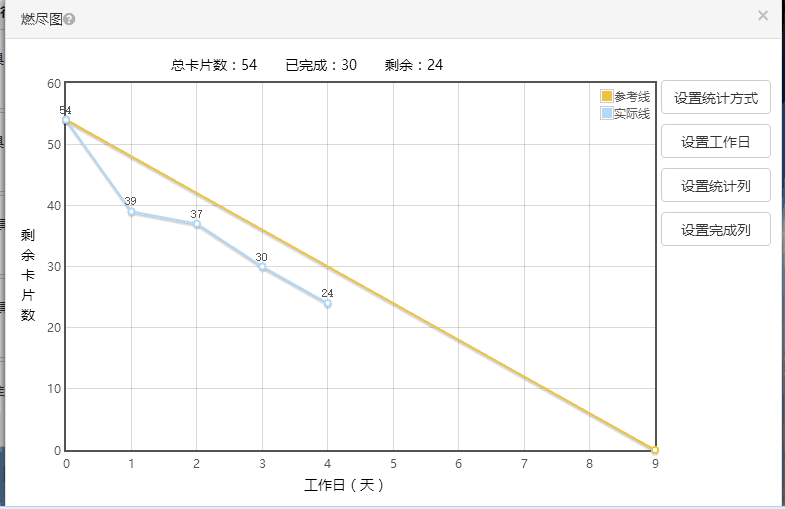 燃尽图?
×
总卡片数：54 已完成：30 剩余：24
60
50
40
30
20
10
0
剩余卡片数
54
39
37
30
24
参考线
实际线
0 1 2 3 4 5 6 7 8 9
工作日（天）
设置统计方式
设置工作日
设置统计列
设置完成列